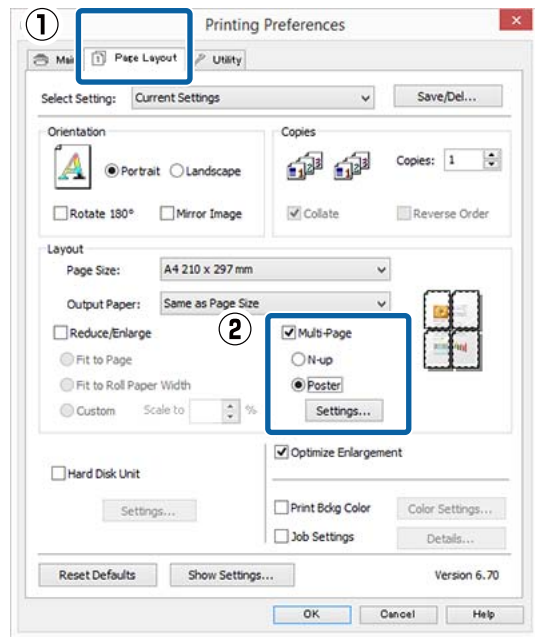 ① Printing Preferences ×
Main Page Layout Utility
Select Setting: Current Settings Save/Del...
Orientation Copies
Portrait Landscape Copies: 1
Rotate 180° Mirror Image Collate Reverse Order
Layout
Page Size: A4 210 x 297 mm
Output Paper: Same as Page Size
②
Reduce/Enlarge Multi-Page
Fit to Page N-up
Fit to Roll Paper Width Poster
Custom Scale to % Settings...
Optimize Enlargement
Hard Disk Unit
Settings... Print Bckg Color Color Settings...
Job Settings Details...
Reset Defaults Show Settings... Version 6.70
OK Cancel Help